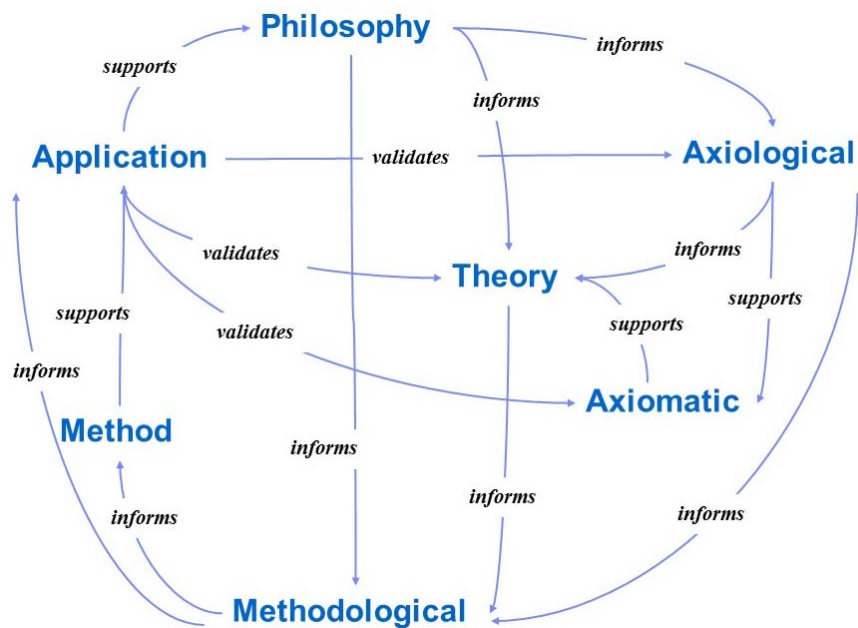 Philosophy
informs
supports
informs
Application
validates
Axiological
validates
informs
Theory
supports
validates
supports
informs
Axiomatic
Method
informs
informs
informs
informs
Methodological